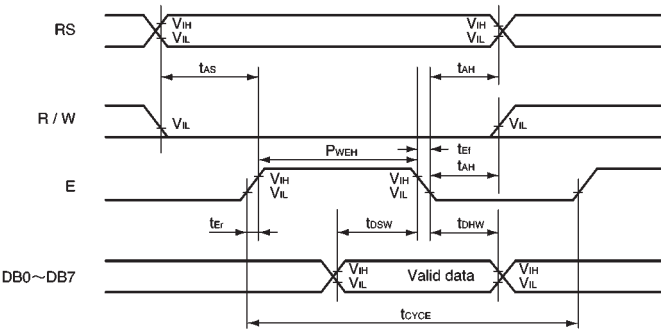 RS
VIH
VIL
VIH
VIL
tAS
tAH
R / W
VIL
VIL
PWEH
tEf
tAH
E
VIH
VIL
VIH
VIL
tEr
tDSW
tDHW
DB0～DB7
VIH
VIL
Valid data
VIH
VIL
tCYCE